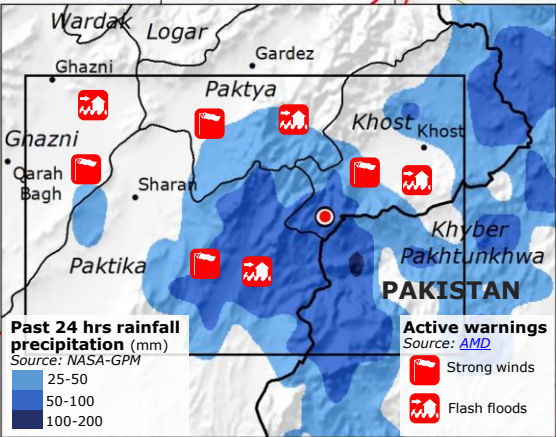 Wardak
Logar
Gardez
Ghazni
Paktya
Khost
Khost
Ghazni
Qarah
Bagh
Sharan
Khyber
Pakhtunkhwa
Paktika
PAKISTAN
Past 24 hrs rainfall
precipitation (mm)
Source: NASA-GPM
25-50
50-100
100-200
Active warnings
Source: AMD
Strong winds
Flash floods